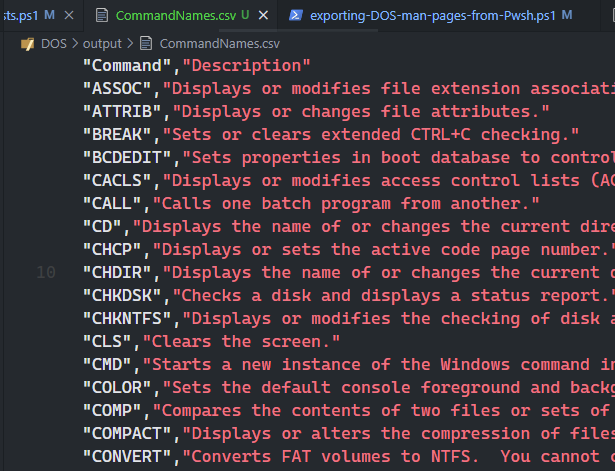 sts.ps1 M
CommandNames.csv U
exporting-DOS-man-pages-from-Pwsh.ps1 M
DOS > output > CommandNames.csv
"Command","Description"
"ASSOC","Displays or modifies file extension associati
"ATTRIB","Displays or changes file attributes."
"BREAK","Sets or clears extended CTRL+C checking."
"BCDEDIT","Sets properties in boot database to control
"CACLS","Displays or modifies access control lists (AC
"CALL","Calls one batch program from another."
"CD","Displays the name of or changes the current dire
"CHCP","Displays or sets the active code page number."
10 "CHDIR","Displays the name of or changes the current d
"CHKDSK","Checks a disk and displays a status report."
"CHKNTFS","Displays or modifies the checking of disk a
"CLS","Clears the screen."
"CMD","Starts a new instance of the Windows command in
"COLOR","Sets the default console foreground and backg
"COMP","Compares the contents of two files or sets of
"COMPACT","Displays or alters the compression of files
"CONVERT","Converts FAT volumes to NTFS.  You cannot c